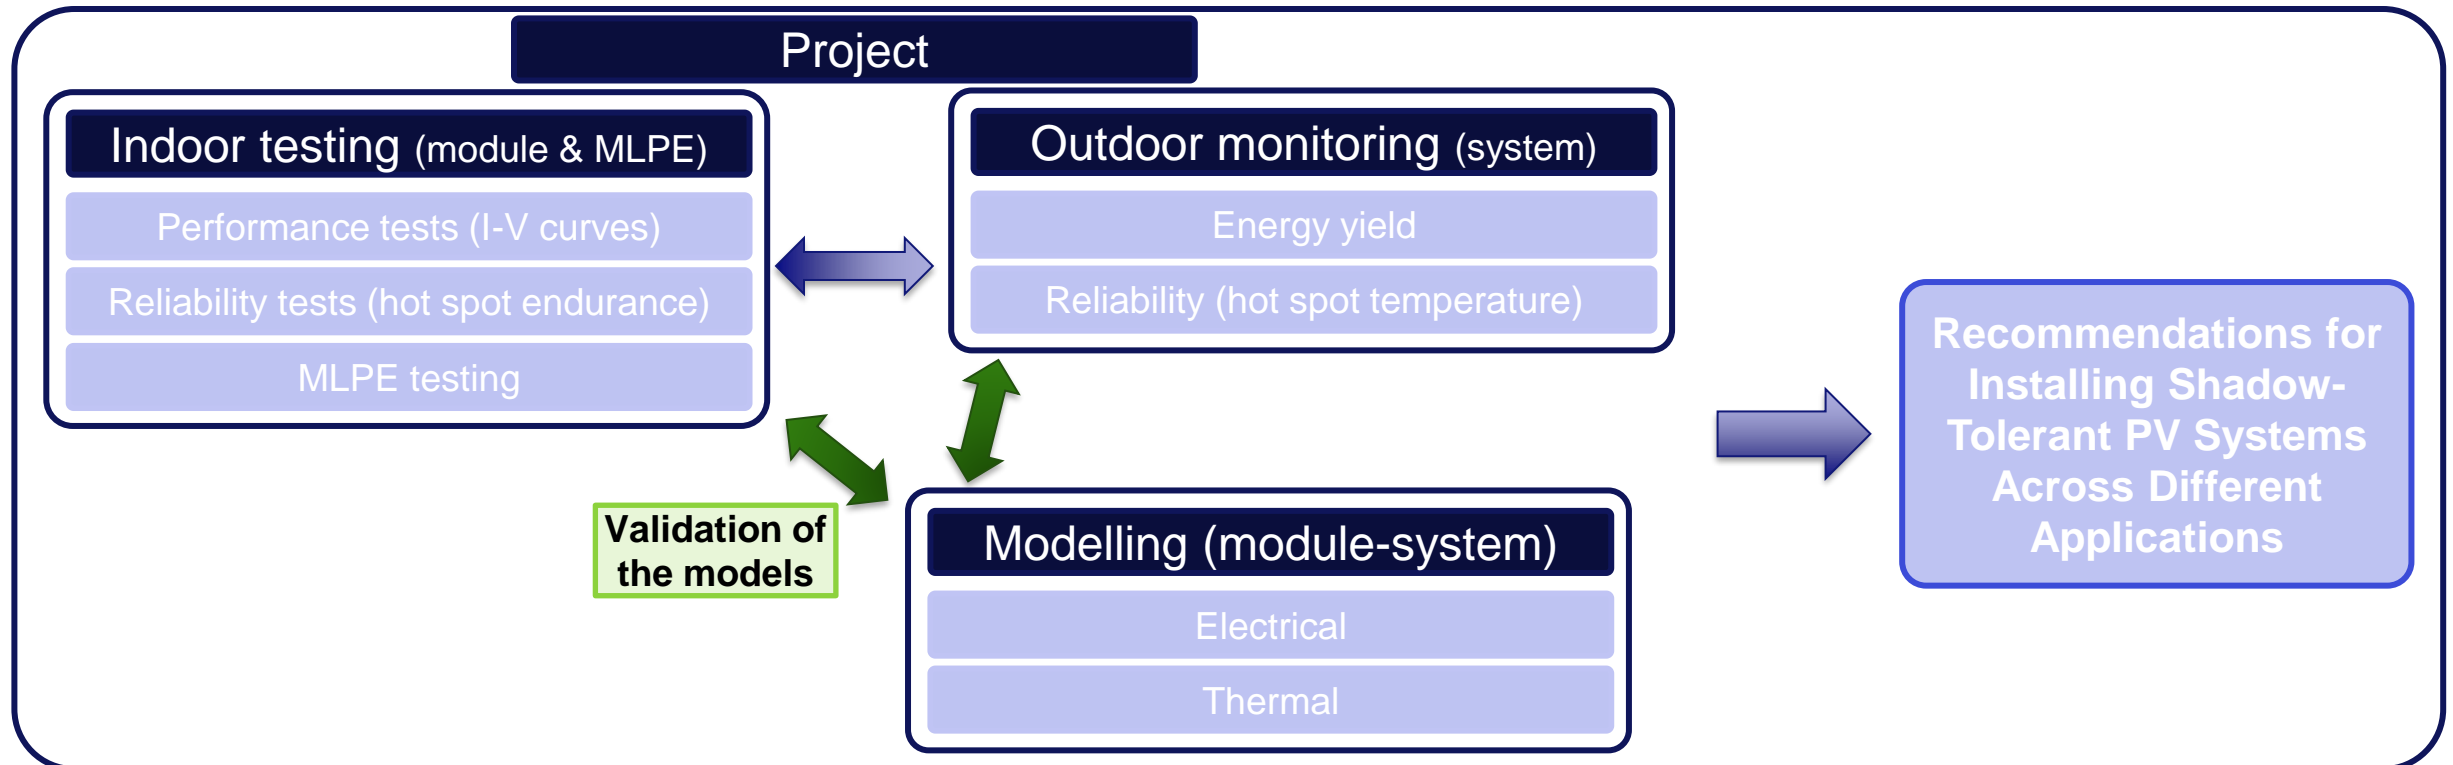 Project
Indoor testing (module & MLPE)
Performance tests (I-V curves)
Reliability tests (hot spot endurance)
MLPE testing
Outdoor monitoring (system)
Energy yield
Reliability (hot spot temperature)
Validation of
the models
Modelling (module-system)
Electrical
Thermal
Recommendations for
Installing Shadow-
Tolerant PV Systems
Across Different
Applications